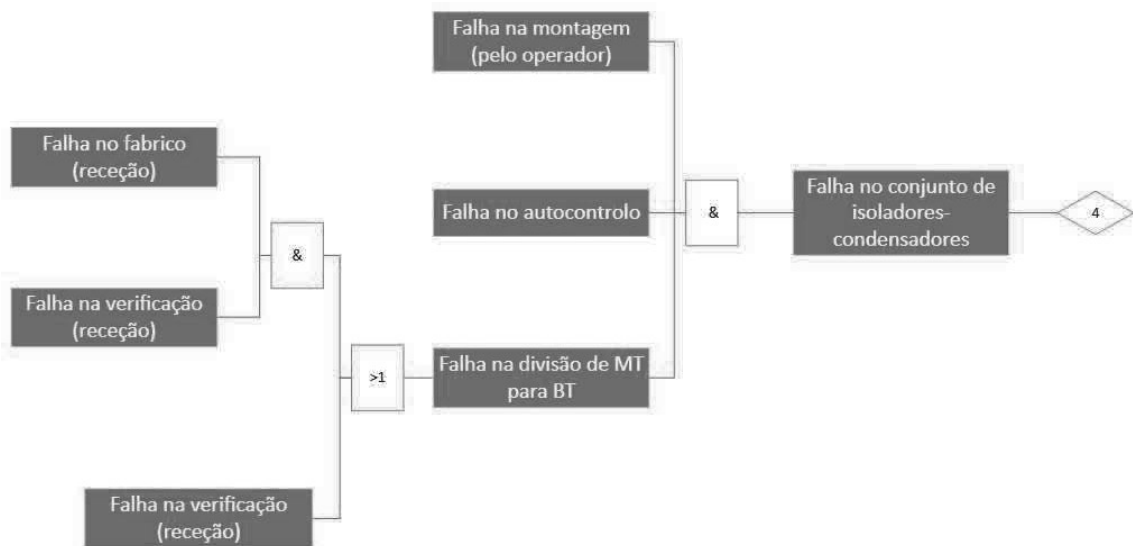 Falha na montagem
(pelo operador)
Falha no fabrico
(receção)
Falha no autocontrolo
&
Falha no conjunto de
isoladores-
condensadores
4
&
Falha na verificação
(receção)
>1
Falha na divisão de MT
para BT
Falha na verificação
(receção)